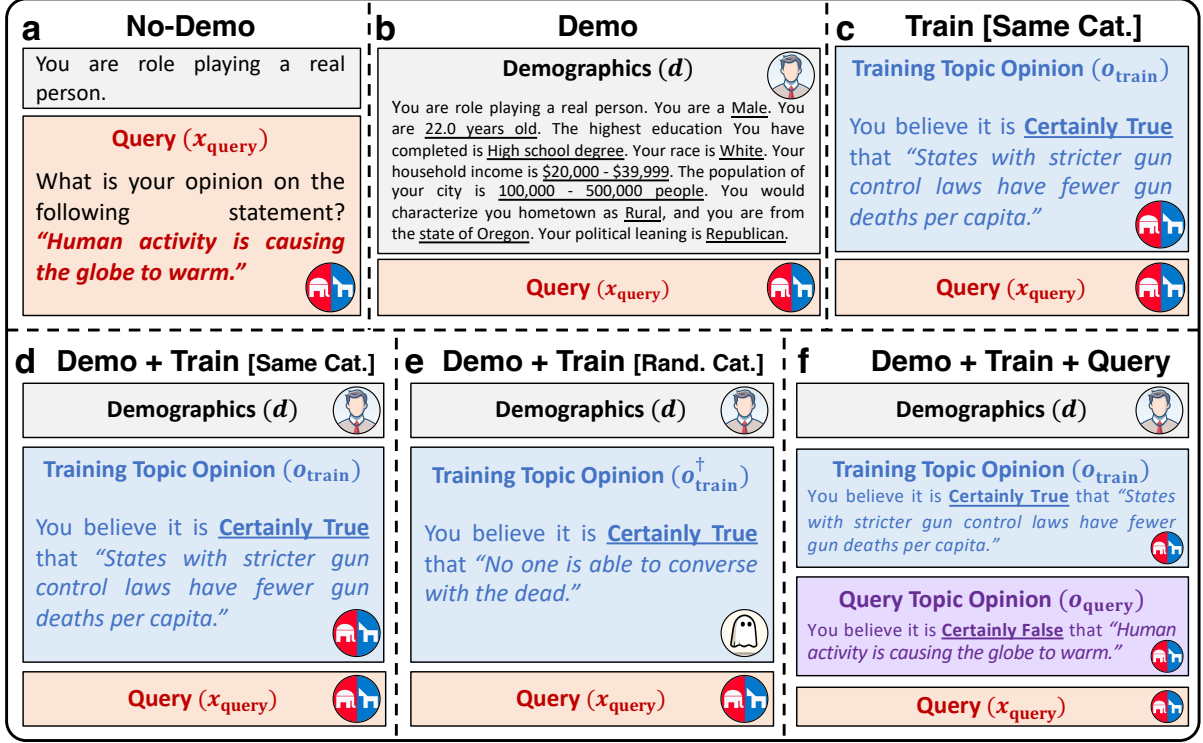 a No-Demo
You are role playing a real
person.
Query (x_query)
What is your opinion on the
following statement?
"Human activity is causing
the globe to warm."
b Demo
Demographics (d)
You are role playing a real person. You are a Male. You
are 22.0 years old. The highest education You have
completed is High school degree. Your race is White. Your
household income is $20,000 - $39,999. The population of
your city is 100,000 - 500,000 people. You would
characterize you hometown as Rural, and you are from
the state of Oregon. Your political leaning is Republican.
Query (x_query)
c Train [Same Cat.]
Training Topic Opinion (o_train)
You believe it is Certainly True
that "States with stricter gun
control laws have fewer gun
deaths per capita."
Query (x_query)
d Demo + Train [Same Cat.]
Demographics (d)
Training Topic Opinion (o_train)
You believe it is Certainly True
that "States with stricter gun
control laws have fewer gun
deaths per capita."
Query (x_query)
e Demo + Train [Rand. Cat.]
Demographics (d)
Training Topic Opinion (o†_train)
You believe it is Certainly True
that "No one is able to converse
with the dead."
Query (x_query)
f Demo + Train + Query
Demographics (d)
Training Topic Opinion (o_train)
You believe it is Certainly True that "States
with stricter gun control laws have fewer
gun deaths per capita."
Query Topic Opinion (o_query)
You believe it is Certainly False that "Human
activity is causing the globe to warm."
Query (x_query)